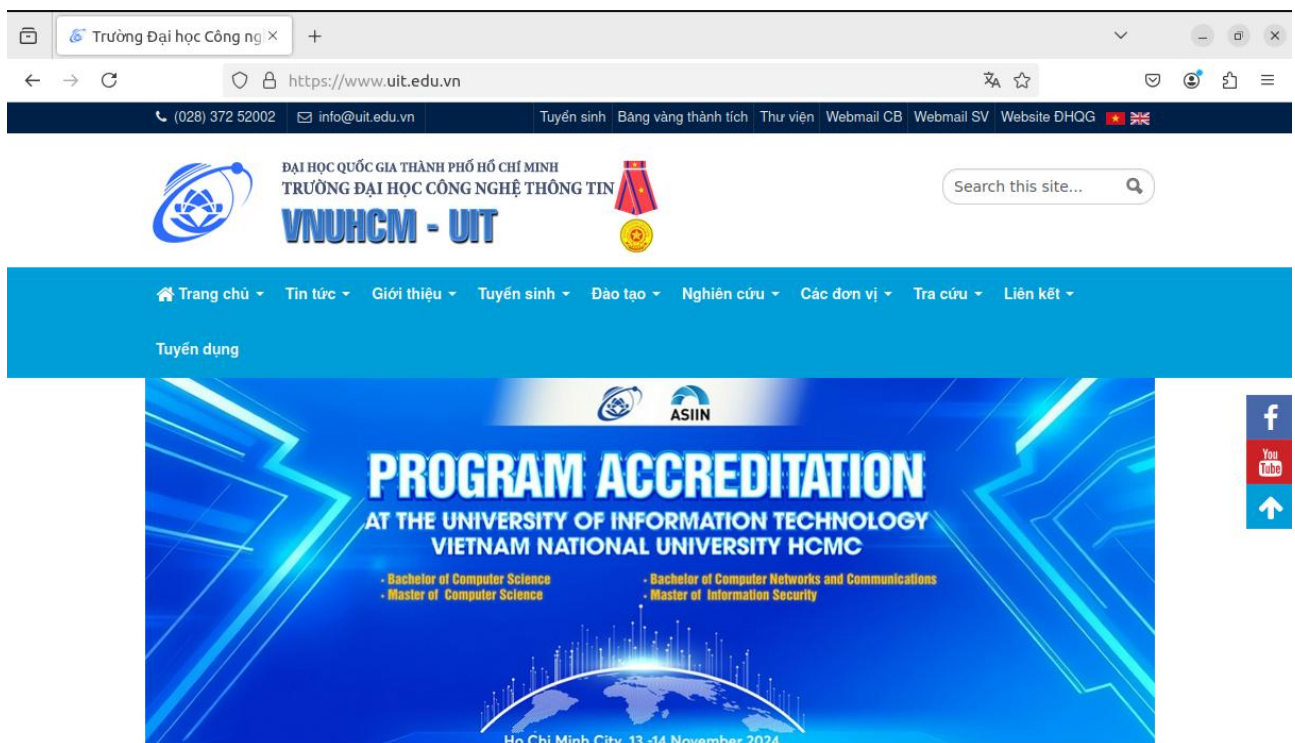 Trường Đại học Công ng
https://www.uit.edu.vn
(028) 372 52002 info@uit.edu.vn Tuyển sinh Bảng vàng thành tích Thư viện Webmail CB Webmail SV Website ĐHQG
ĐẠI HỌC QUỐC GIA THÀNH PHỐ HỒ CHÍ MINH
TRƯỜNG ĐẠI HỌC CÔNG NGHỆ THÔNG TIN
VNUHCM - UIT
Search this site...
Trang chủ Tin tức Giới thiệu Tuyển sinh Đào tạo Nghiên cứu Các đơn vị Tra cứu Liên kết
Tuyển dụng
ASIIN
PROGRAM ACCREDITATION
AT THE UNIVERSITY OF INFORMATION TECHNOLOGY
VIETNAM NATIONAL UNIVERSITY HCMC
- Bachelor of Computer Science - Bachelor of Computer Networks and Communications
- Master of Computer Science - Master of Information Security
You
Tube
Ho Chi Minh City, 13 -14 November 2024